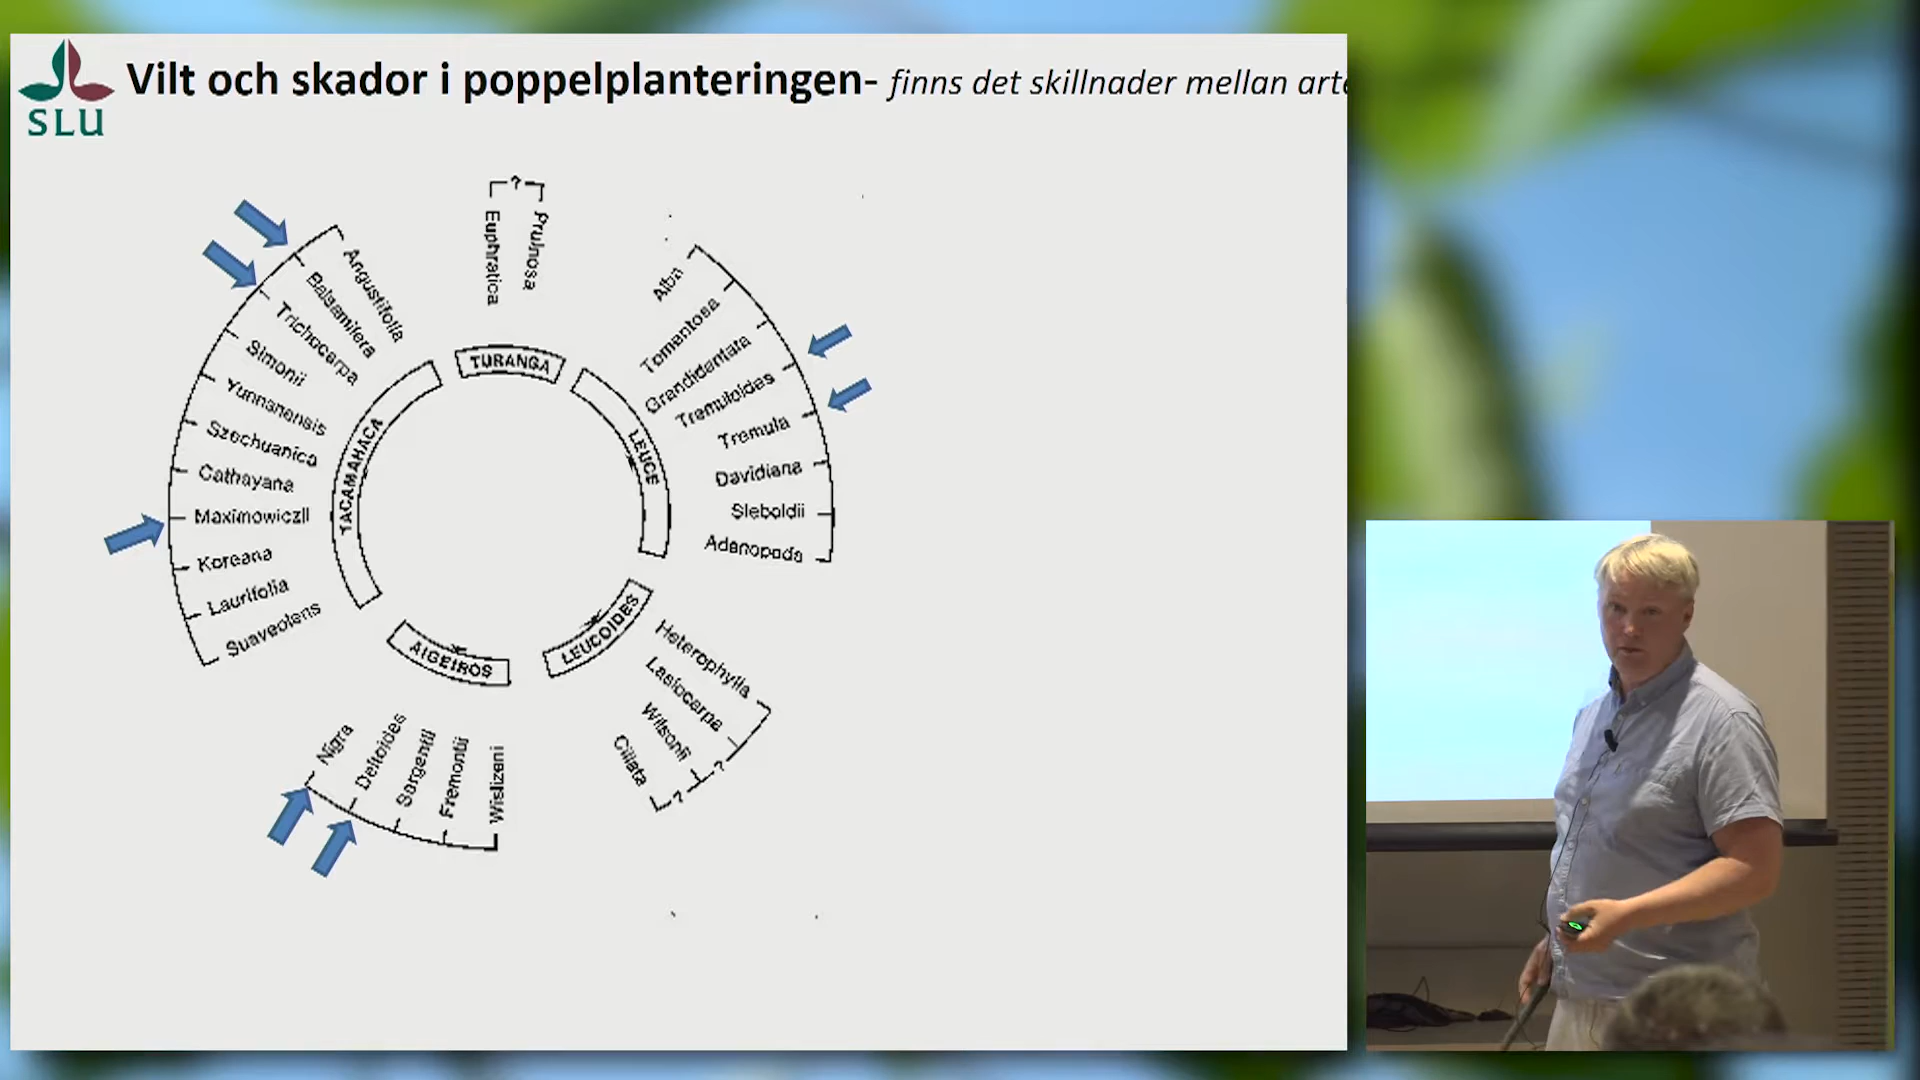 SLU
Vilt och skador i poppelplanteringen- finns det skillnader mellan arte
?
Euphratica
Pruinosa
TURANGA
Alba
Tomentosa
Grandidentata
Tremuloides
Tremula
Davidiana
Sieboldii
Adenopoda
LEUCE
Heterophylla
Lasiocarpa
Wilsonii
Ciliata
?
?
LEUCOIDES
Nigra
Deltoides
Sargentii
Fremontii
Wislizeni
AIGEIROS
Angustifolia
Balsamifera
Trichocarpa
Simonii
Yunnanensis
Szechuanica
Cathayana
Maximowiczii
Koreana
Laurifolia
Suaveolens
TACAMAHACA